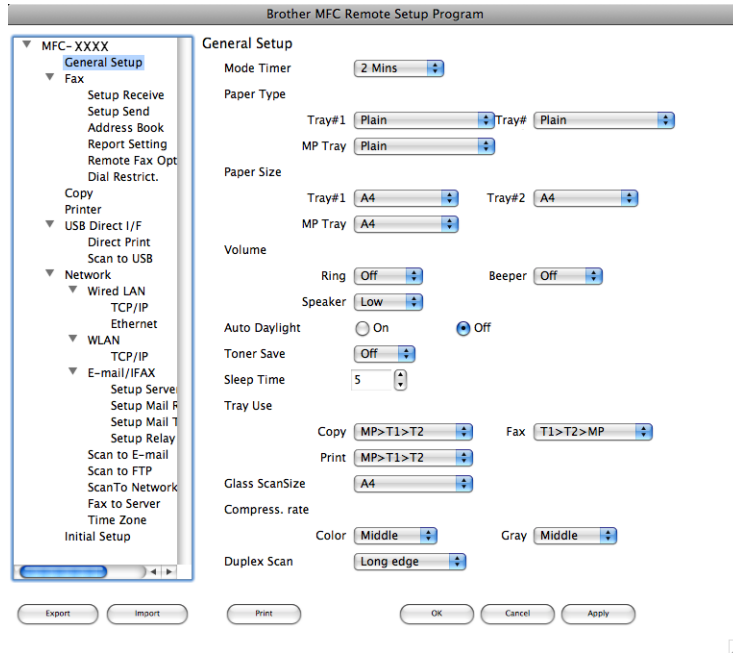 Brother MFC Remote Setup Program
MFC-XXXX
General Setup
Fax
Setup Receive
Setup Send
Address Book
Report Setting
Remote Fax Opt
Dial Restrict.
Copy
Printer
USB Direct I/F
Direct Print
Scan to USB
Network
Wired LAN
TCP/IP
Ethernet
WLAN
TCP/IP
E-mail/IFAX
Setup Server
Setup Mail R
Setup Mail T
Setup Relay
Scan to E-mail
Scan to FTP
ScanTo Network
Fax to Server
Time Zone
Initial Setup
General Setup
Mode Timer 2 Mins
Paper Type
Tray#1 Plain Tray# Plain
MP Tray Plain
Paper Size
Tray#1 A4 Tray#2 A4
MP Tray A4
Volume
Ring Off Beeper Off
Speaker Low
Auto Daylight On Off
Toner Save Off
Sleep Time 5
Tray Use
Copy MP>T1>T2 Fax T1>T2>MP
Print MP>T1>T2
Glass ScanSize A4
Compress. rate
Color Middle Gray Middle
Duplex Scan Long edge
Export Import Print OK Cancel Apply